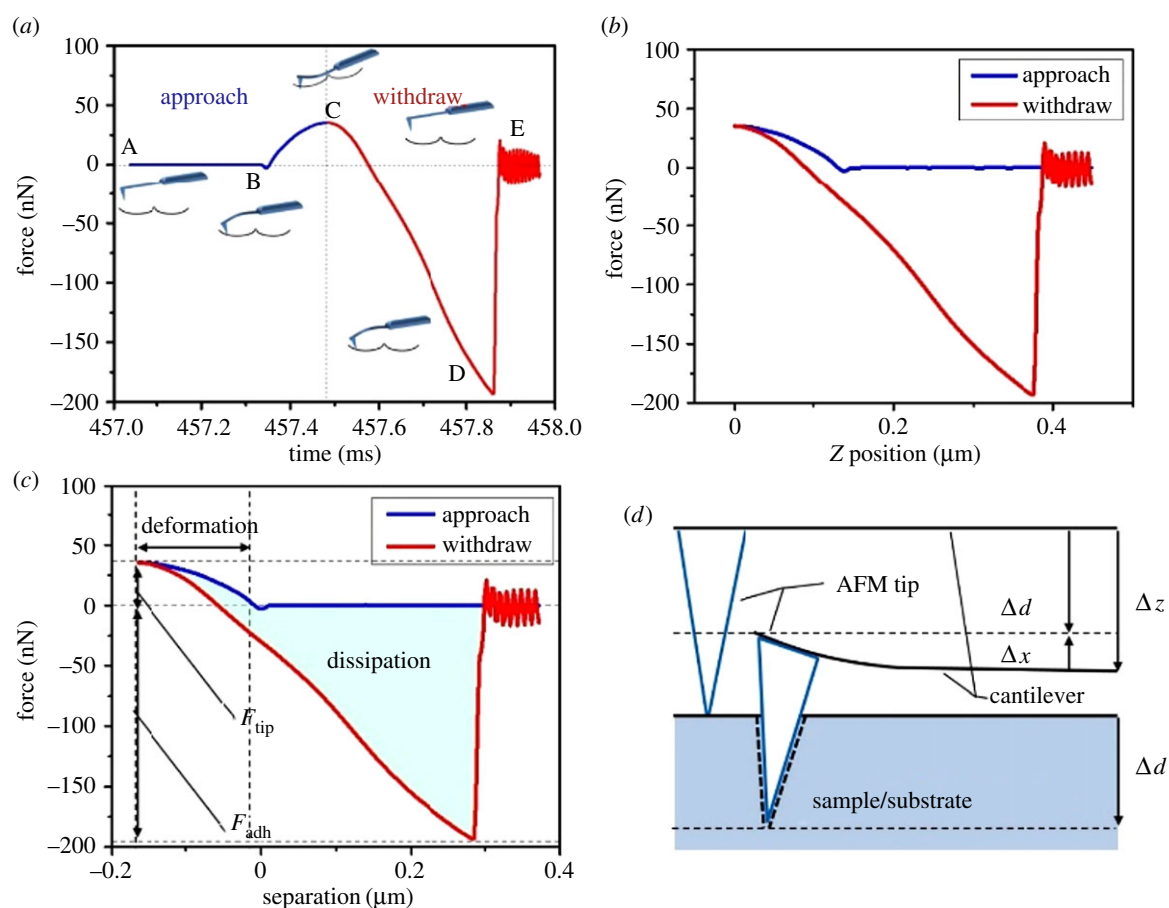 (a)
100
50
0
–50
–100
–150
–200
force (nN)
approach
withdraw
A
B
C
D
E
457.0
457.2
457.4
457.6
457.8
458.0
time (ms)
(b)
100
50
0
–50
–100
–150
–200
force (nN)
approach
withdraw
0
0.2
0.4
Z position (μm)
(c)
100
50
0
–50
–100
–150
–200
force (nN)
deformation
approach
withdraw
dissipation
F tip
F adh
–0.2
0
0.2
0.4
separation (μm)
(d)
AFM tip
Δd
Δz
Δx
cantilever
sample/substrate
Δd